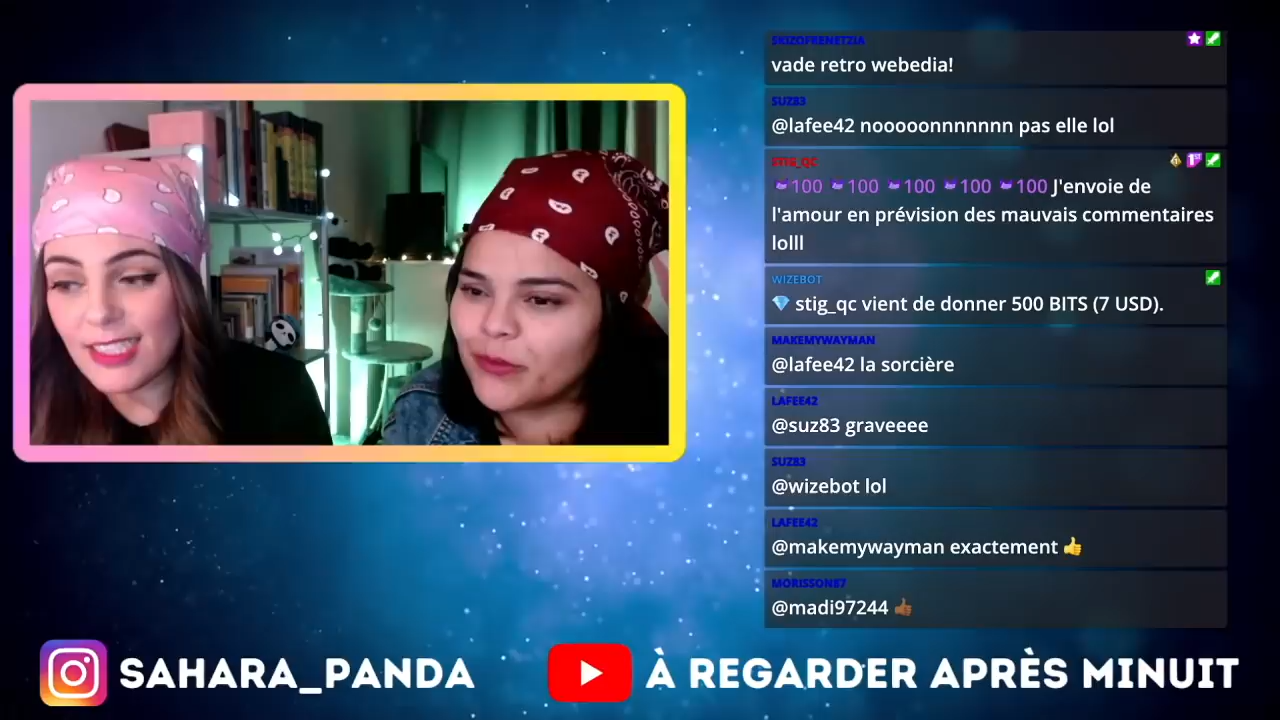 SKIZOFRENETZIA
vade retro webedia!
SUZ83
@lafee42 nooooonnnnnnn pas elle lol
STIG_QC
100 100 100 100 100 J'envoie de
l'amour en prévision des mauvais commentaires
lolll
WIZEBOT
stig_qc vient de donner 500 BITS (7 USD).
MAKEMYWAYMAN
@lafee42 la sorcière
LAFEE42
@suz83 graveeee
SUZ83
@wizebot lol
LAFEE42
@makemywayman exactement 👍
MORISSON87
@madi97244 👍🏾
SAHARA_PANDA
À REGARDER APRÈS MINUIT